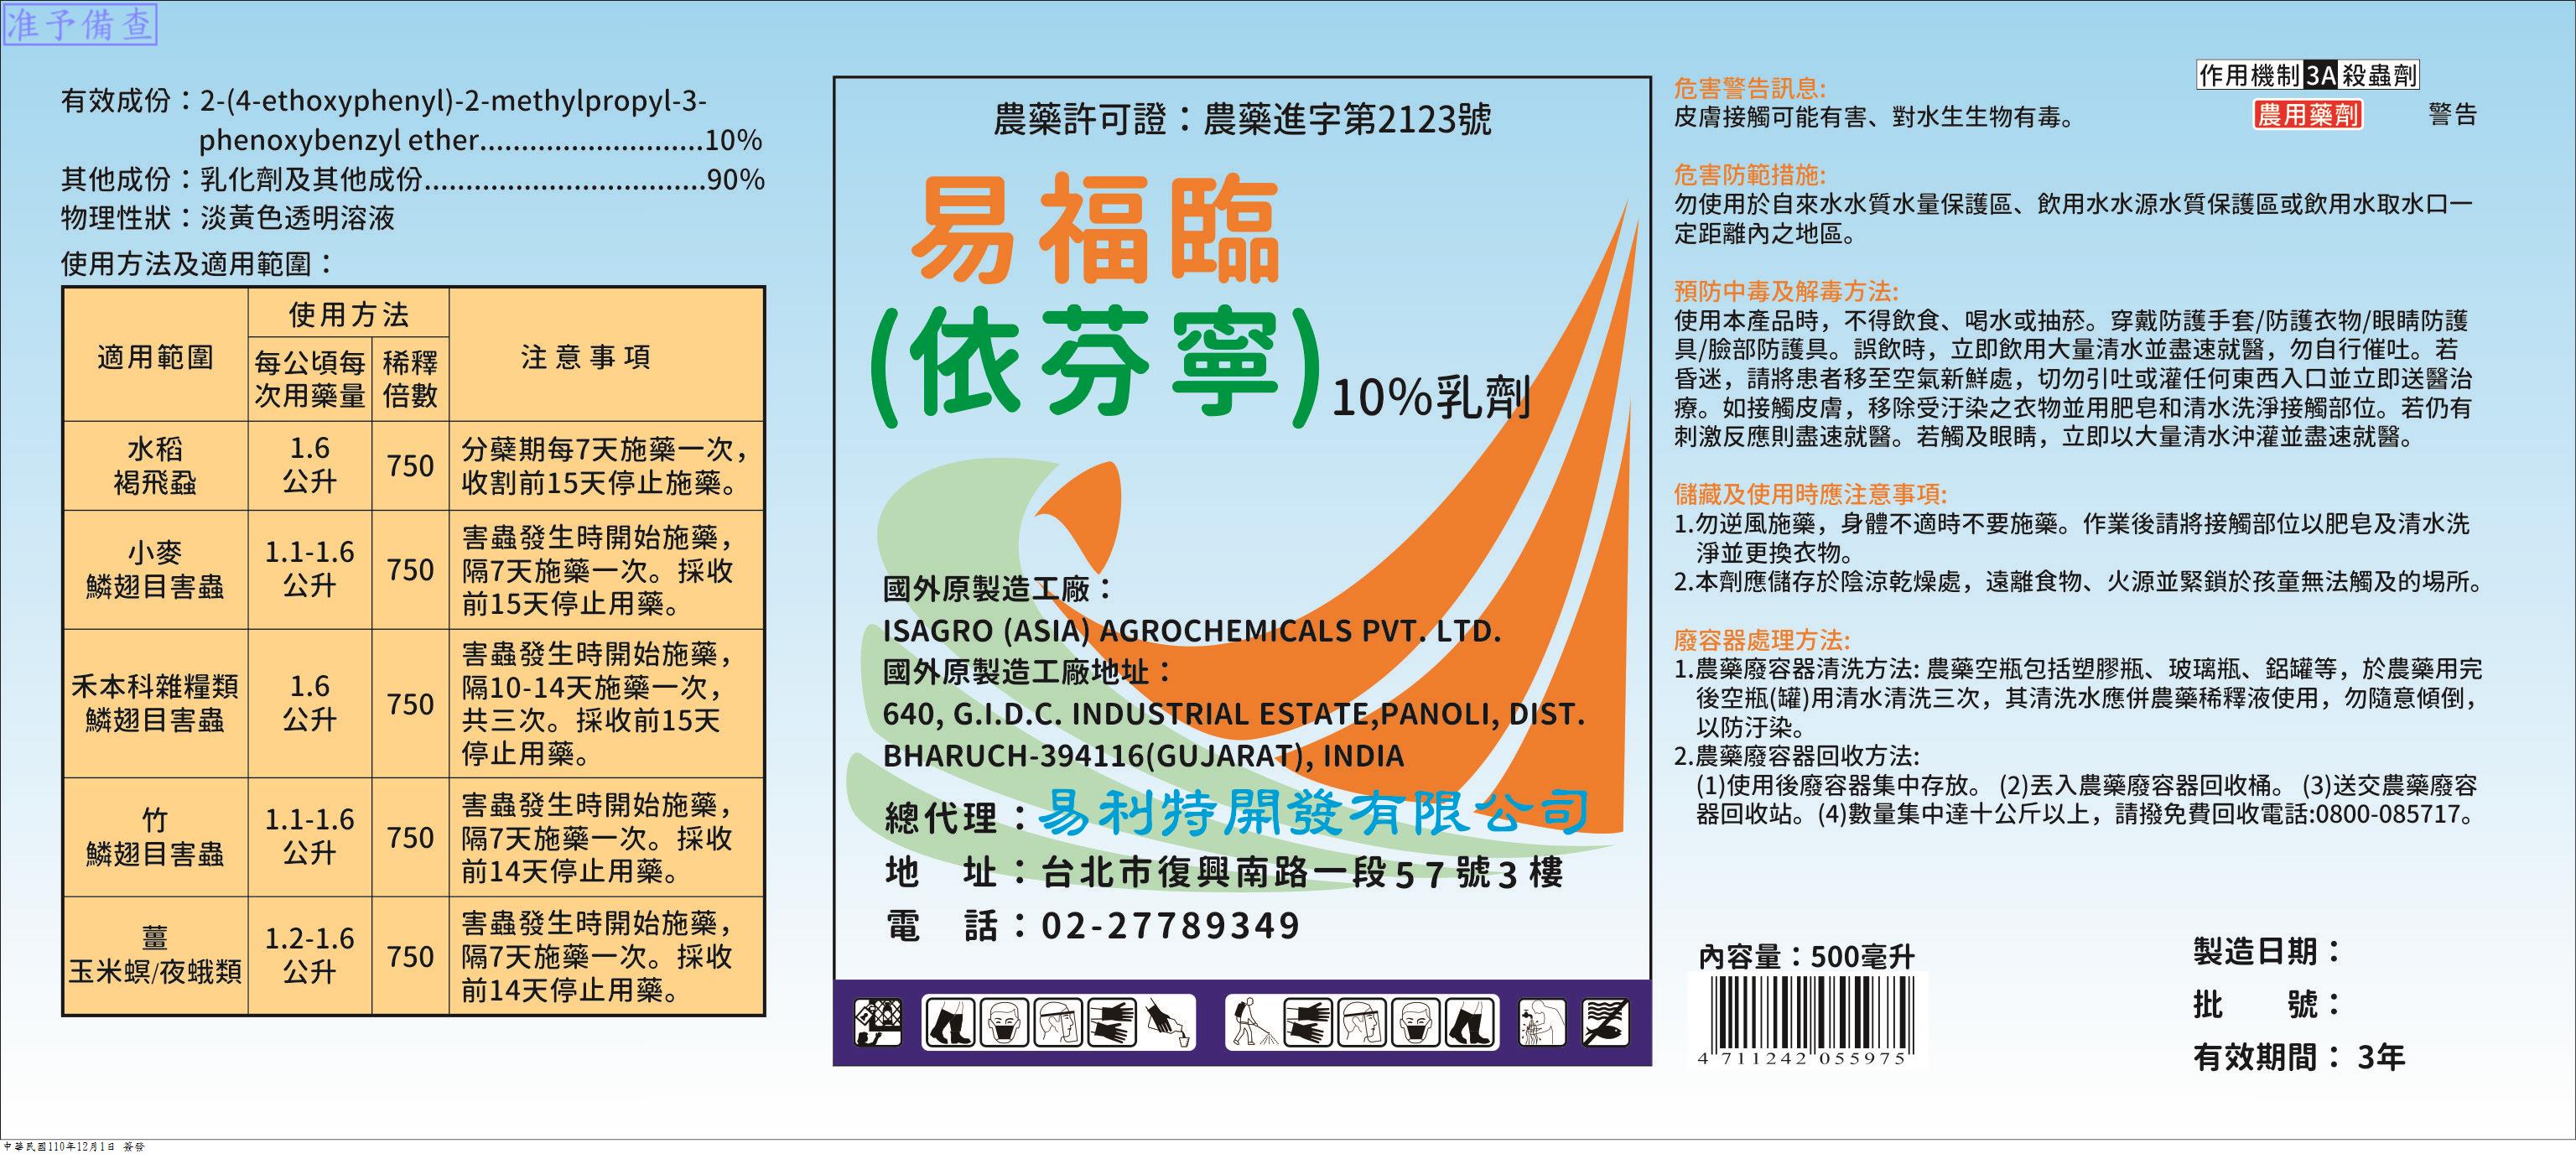 准予備查
有效成份：2-(4-ethoxyphenyl)-2-methylpropyl-3-
phenoxybenzyl ether...........................10%
其他成份：乳化劑及其他成份..................................90%
物理性狀：淡黃色透明溶液
使用方法及適用範圍：
適用範圍
使用方法
每公頃每
次用藥量
稀釋
倍數
注意事項
水稻
褐飛蝨
1.6
公升
750
分蘗期每7天施藥一次，
收割前15天停止施藥。
小麥
鱗翅目害蟲
1.1-1.6
公升
750
害蟲發生時開始施藥，
隔7天施藥一次。採收
前15天停止用藥。
禾本科雜糧類
鱗翅目害蟲
1.6
公升
750
害蟲發生時開始施藥，
隔10-14天施藥一次，
共三次。採收前15天
停止用藥。
竹
鱗翅目害蟲
1.1-1.6
公升
750
害蟲發生時開始施藥，
隔7天施藥一次。採收
前14天停止用藥。
薑
玉米螟/夜蛾類
1.2-1.6
公升
750
害蟲發生時開始施藥，
隔7天施藥一次。採收
前14天停止用藥。
農藥許可證：農藥進字第2123號
易福臨
(依芬寧)
10%乳劑
國外原製造工廠：
ISAGRO (ASIA) AGROCHEMICALS PVT. LTD.
國外原製造工廠地址：
640, G.I.D.C. INDUSTRIAL ESTATE,PANOLI, DIST.
BHARUCH-394116(GUJARAT), INDIA
總代理：易利特開發有限公司
地　址：台北市復興南路一段57號3樓
電　話：02-27789349
作用機制 3A 殺蟲劑
農用藥劑
警告
危害警告訊息:
皮膚接觸可能有害、對水生生物有毒。
危害防範措施:
勿使用於自來水水質水量保護區、飲用水水源水質保護區或飲用水取水口一
定距離內之地區。
預防中毒及解毒方法:
使用本產品時，不得飲食、喝水或抽菸。穿戴防護手套/防護衣物/眼睛防護
具/臉部防護具。誤飲時，立即飲用大量清水並盡速就醫，勿自行催吐。若
昏迷，請將患者移至空氣新鮮處，切勿引吐或灌任何東西入口並立即送醫治
療。如接觸皮膚，移除受汙染之衣物並用肥皂和清水洗淨接觸部位。若仍有
刺激反應則盡速就醫。若觸及眼睛，立即以大量清水沖灌並盡速就醫。
儲藏及使用時應注意事項:
1.勿逆風施藥，身體不適時不要施藥。作業後請將接觸部位以肥皂及清水洗
淨並更換衣物。
2.本劑應儲存於陰涼乾燥處，遠離食物、火源並緊鎖於孩童無法觸及的場所。
廢容器處理方法:
1.農藥廢容器清洗方法: 農藥空瓶包括塑膠瓶、玻璃瓶、鋁罐等，於農藥用完
後空瓶(罐)用清水清洗三次，其清洗水應併農藥稀釋液使用，勿隨意傾倒，
以防汙染。
2.農藥廢容器回收方法:
(1)使用後廢容器集中存放。 (2)丟入農藥廢容器回收桶。 (3)送交農藥廢容
器回收站。(4)數量集中達十公斤以上，請撥免費回收電話:0800-085717。
內容量：500毫升
4 711242 055975
製造日期：
批　　號：
有效期間： 3年
中華民國110年12月1日 簽發